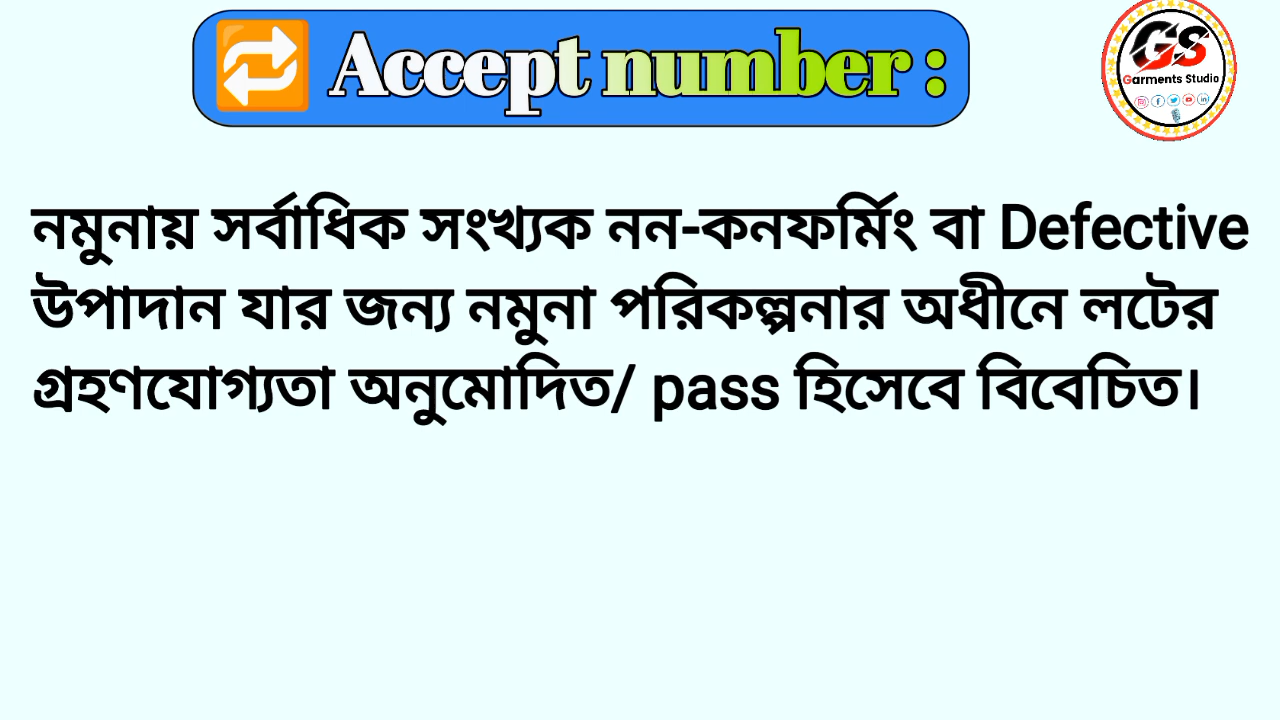 Accept number :
GS
Garments Studio
নমুনায় সর্বাধিক সংখ্যক নন-কনফর্মিং বা Defective
উপাদান যার জন্য নমুনা পরিকল্পনার অধীনে লটের
গ্রহণযোগ্যতা অনুমোদিত/ pass হিসেবে বিবেচিত।